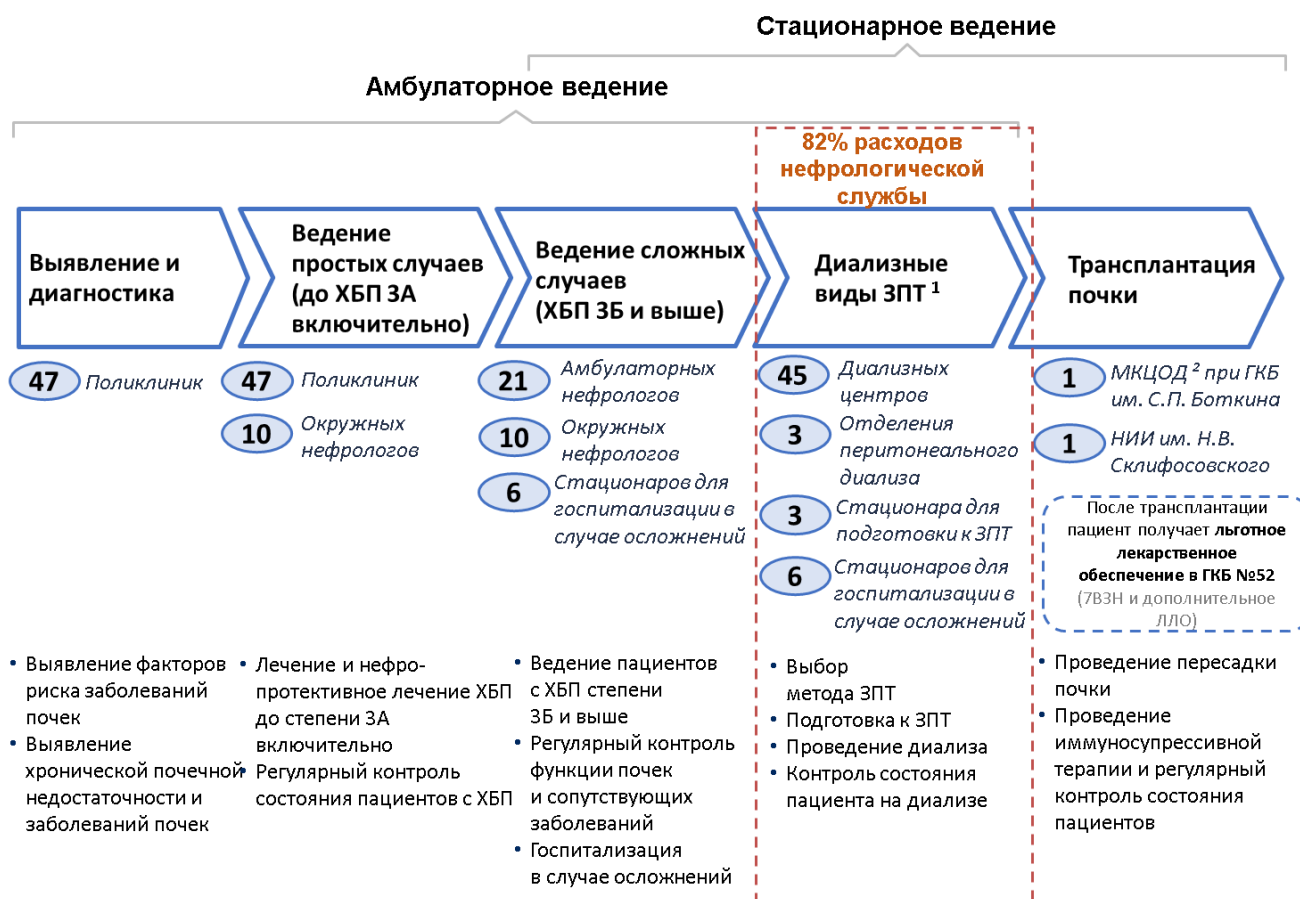 Стационарное ведение
Амбулаторное ведение
82% расходов
нефрологической
службы
Выявление и
диагностика
Ведение
простых случаев
(до ХБП 3А
включительно)
Ведение сложных
случаев
(ХБП 3Б и выше)
Диализные
виды ЗПТ 1
Трансплантация
почки
47 Поликлиник
47 Поликлиник
10 Окружных
нефрологов
21 Амбулаторных
нефрологов
10 Окружных
нефрологов
6 Стационаров для
госпитализации в
случае осложнений
45 Диализных
центров
3 Отделения
перитонеального
диализа
3 Стационара для
подготовки к ЗПТ
6 Стационаров для
госпитализации в
случае осложнений
1 МКЦОД 2 при ГКБ
им. С.П. Боткина
1 НИИ им. Н.В.
Склифосовского
После трансплантации
пациент получает льготное
лекарственное
обеспечение в ГКБ №52
(7ВЗН и дополнительное
ЛЛО)
• Выявление факторов
риска заболеваний
почек
• Выявление
хронической почечной
недостаточности и
заболеваний почек
• Лечение и нефро-
протективное лечение ХБП
до степени 3А
включительно
• Регулярный контроль
состояния пациентов с ХБП
• Ведение пациентов
с ХБП степени
3Б и выше
• Регулярный контроль
функции почек
и сопутствующих
заболеваний
• Госпитализация
в случае осложнений
• Выбор
метода ЗПТ
• Подготовка к ЗПТ
• Проведение диализа
• Контроль состояния
пациента на диализе
• Проведение пересадки
почки
• Проведение
иммуносупрессивной
терапии и регулярный
контроль состояния
пациентов